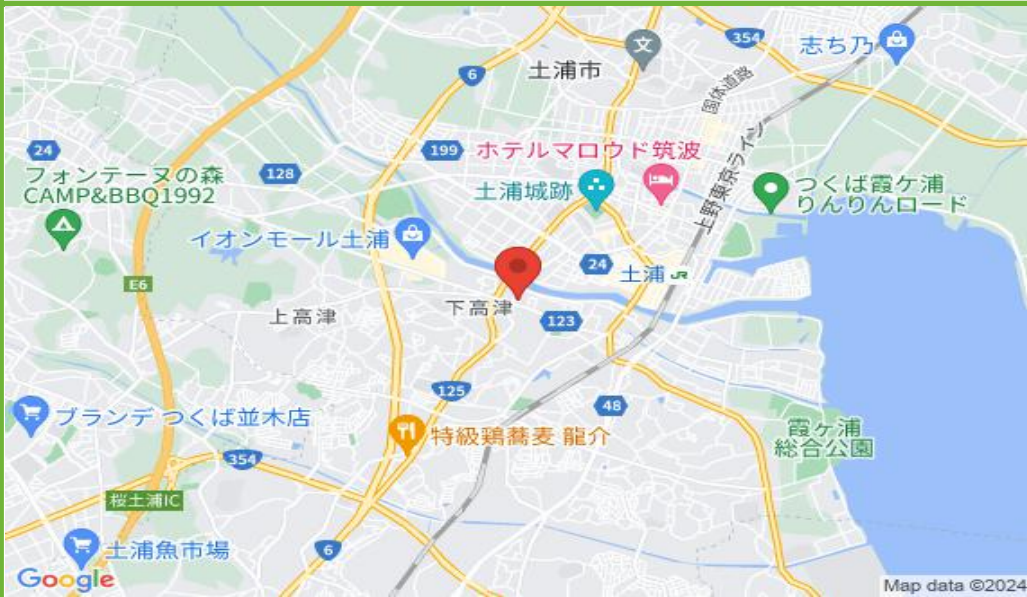 354
志ち乃
文
土浦市
6
国体道路
24
199
ホテルマロウド筑波
フォンテーヌの森
CAMP&BBQ1992
128
土浦城跡
上野東京ライン
つくば霞ケ浦
りんりんロード
イオンモール土浦
24
土浦 JR
E6
上高津
下高津
123
125
48
ブランデ つくば並木店
特級鶏蕎麦 龍介
霞ケ浦
総合公園
354
桜土浦IC
土浦魚市場
6
Google
Map data ©2024